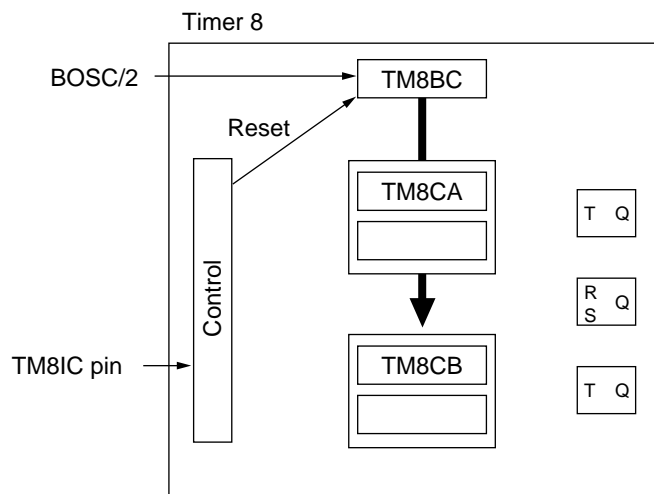 Timer 8
BOSC/2
TM8BC
Reset
TM8CA
T Q
Control
R Q
S
TM8IC pin
TM8CB
T Q